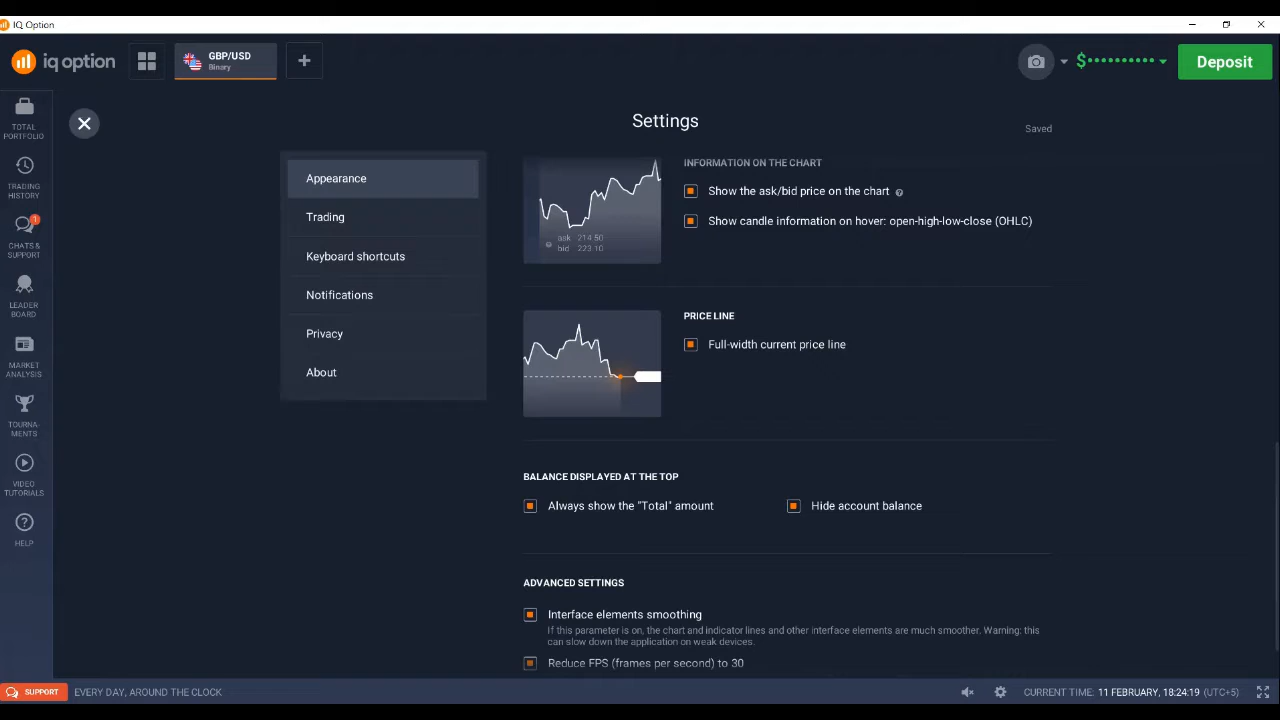 IQ Option
iq option
GBP/USD
Binary
$
Deposit
TOTAL
PORTFOLIO
TRADING
HISTORY
1
CHATS &
SUPPORT
LEADER
BOARD
MARKET
ANALYSIS
TOURNA-
MENTS
VIDEO
TUTORIALS
?
HELP
Settings
Saved
Appearance
Trading
Keyboard shortcuts
Notifications
Privacy
About
INFORMATION ON THE CHART
Show the ask/bid price on the chart ?
Show candle information on hover: open-high-low-close (OHLC)
ask 214 50
bid 223 10
PRICE LINE
Full-width current price line
BALANCE DISPLAYED AT THE TOP
Always show the "Total" amount
Hide account balance
ADVANCED SETTINGS
Interface elements smoothing
If this parameter is on, the chart and indicator lines and other interface elements are much smoother. Warning: this
can slow down the application on weak devices.
Reduce FPS (frames per second) to 30
SUPPORT
EVERY DAY, AROUND THE CLOCK
CURRENT TIME: 11 FEBRUARY, 18:24:19 (UTC+5)